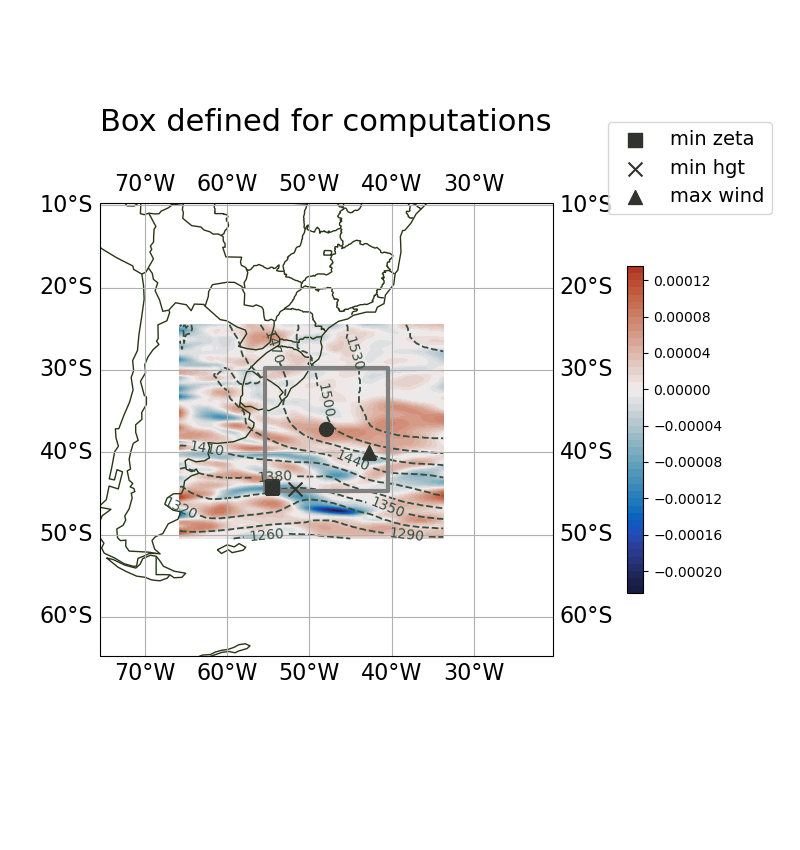 Box defined for computations
min zeta
min hgt
max wind
70°W 60°W 50°W 40°W 30°W
10°S 10°S
20°S
30°S 30°S
40°S 40°S
50°S 50°S
60°S 60°S
70°W 60°W 50°W 40°W 30°W
1530
1500
1410
1440
1380
1350
1320
1260
1290
0.00012
0.00008
0.00004
0.00000
−0.00004
−0.00008
−0.00012
−0.00016
−0.00020